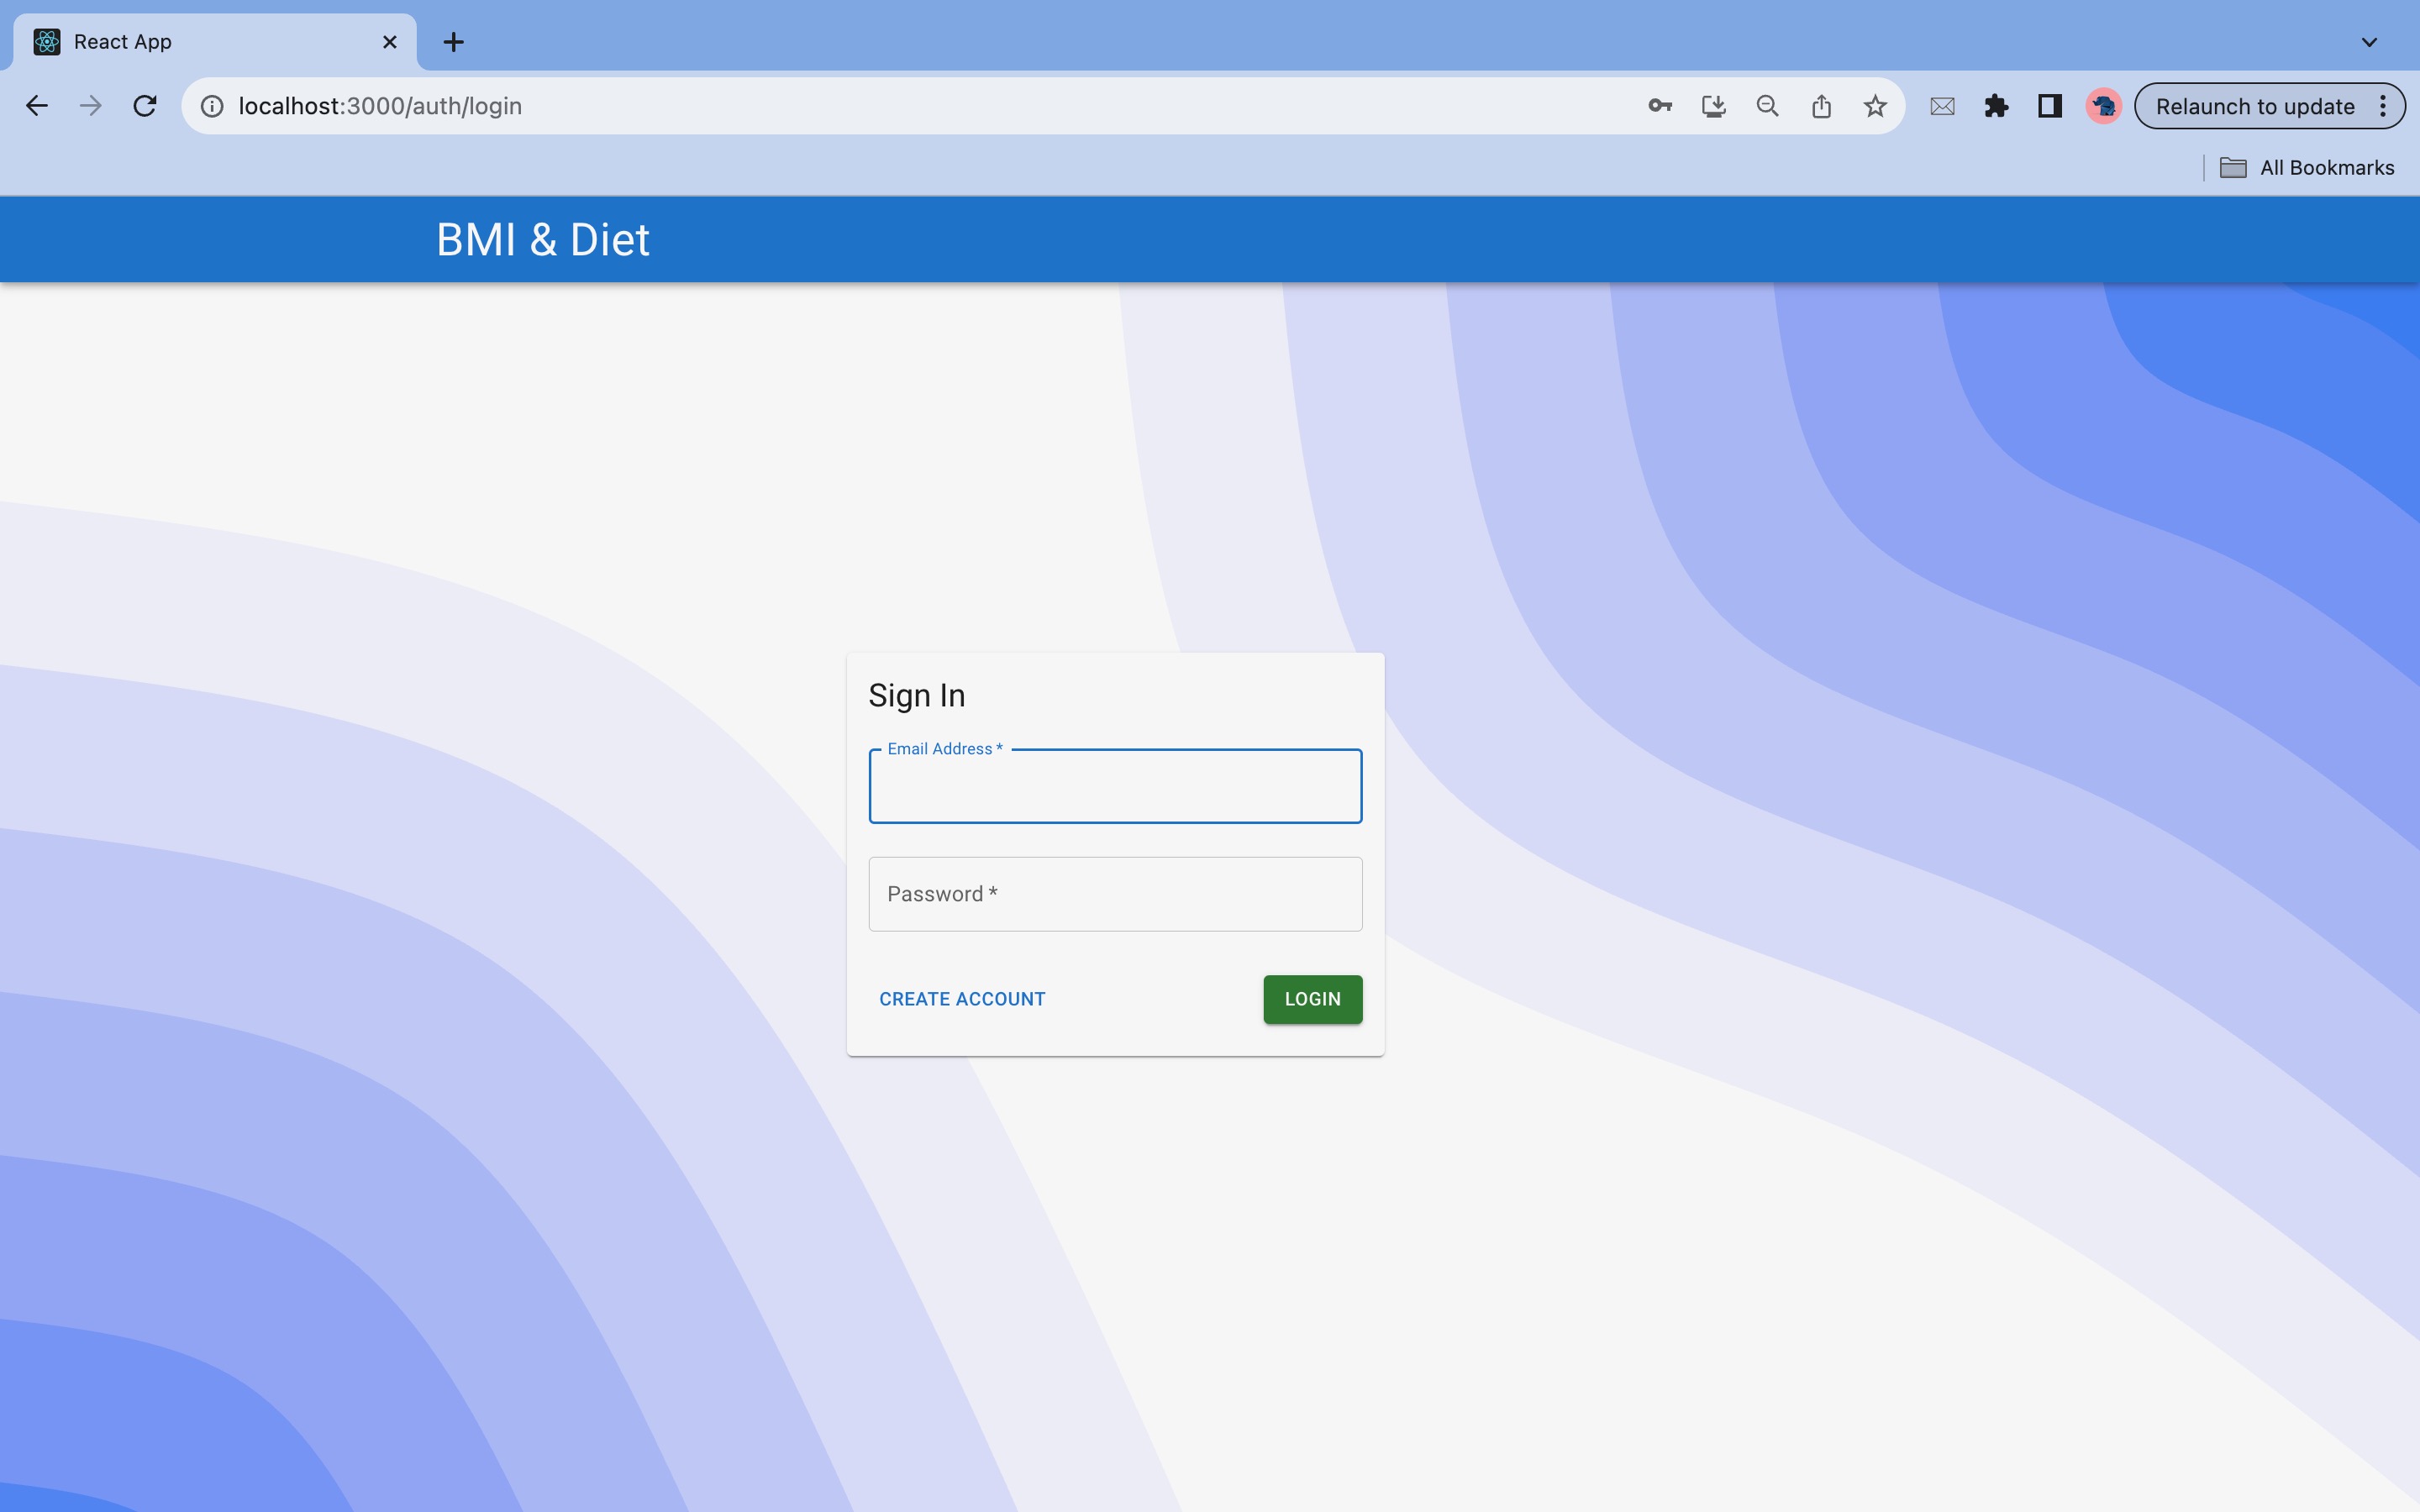 React App
localhost:3000/auth/login
Relaunch to update
All Bookmarks
BMI & Diet
Sign In
Email Address *
Password *
CREATE ACCOUNT
LOGIN